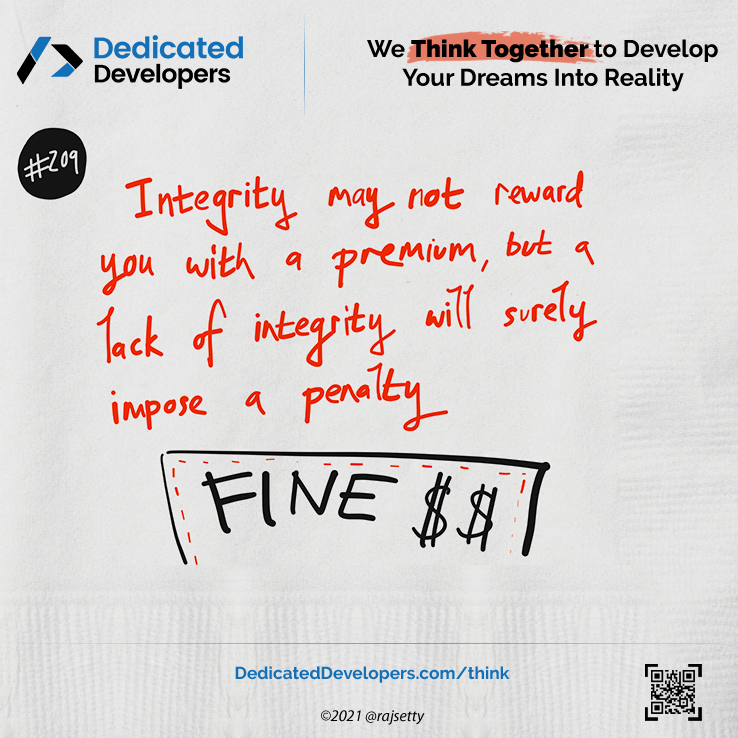 Dedicated
Developers
We Think Together to Develop
Your Dreams Into Reality
#209
Integrity may not reward
you with a premium, but a
lack of integrity will surely
impose a penalty
FINE $$
DedicatedDevelopers.com/think
©2021 @rajsetty